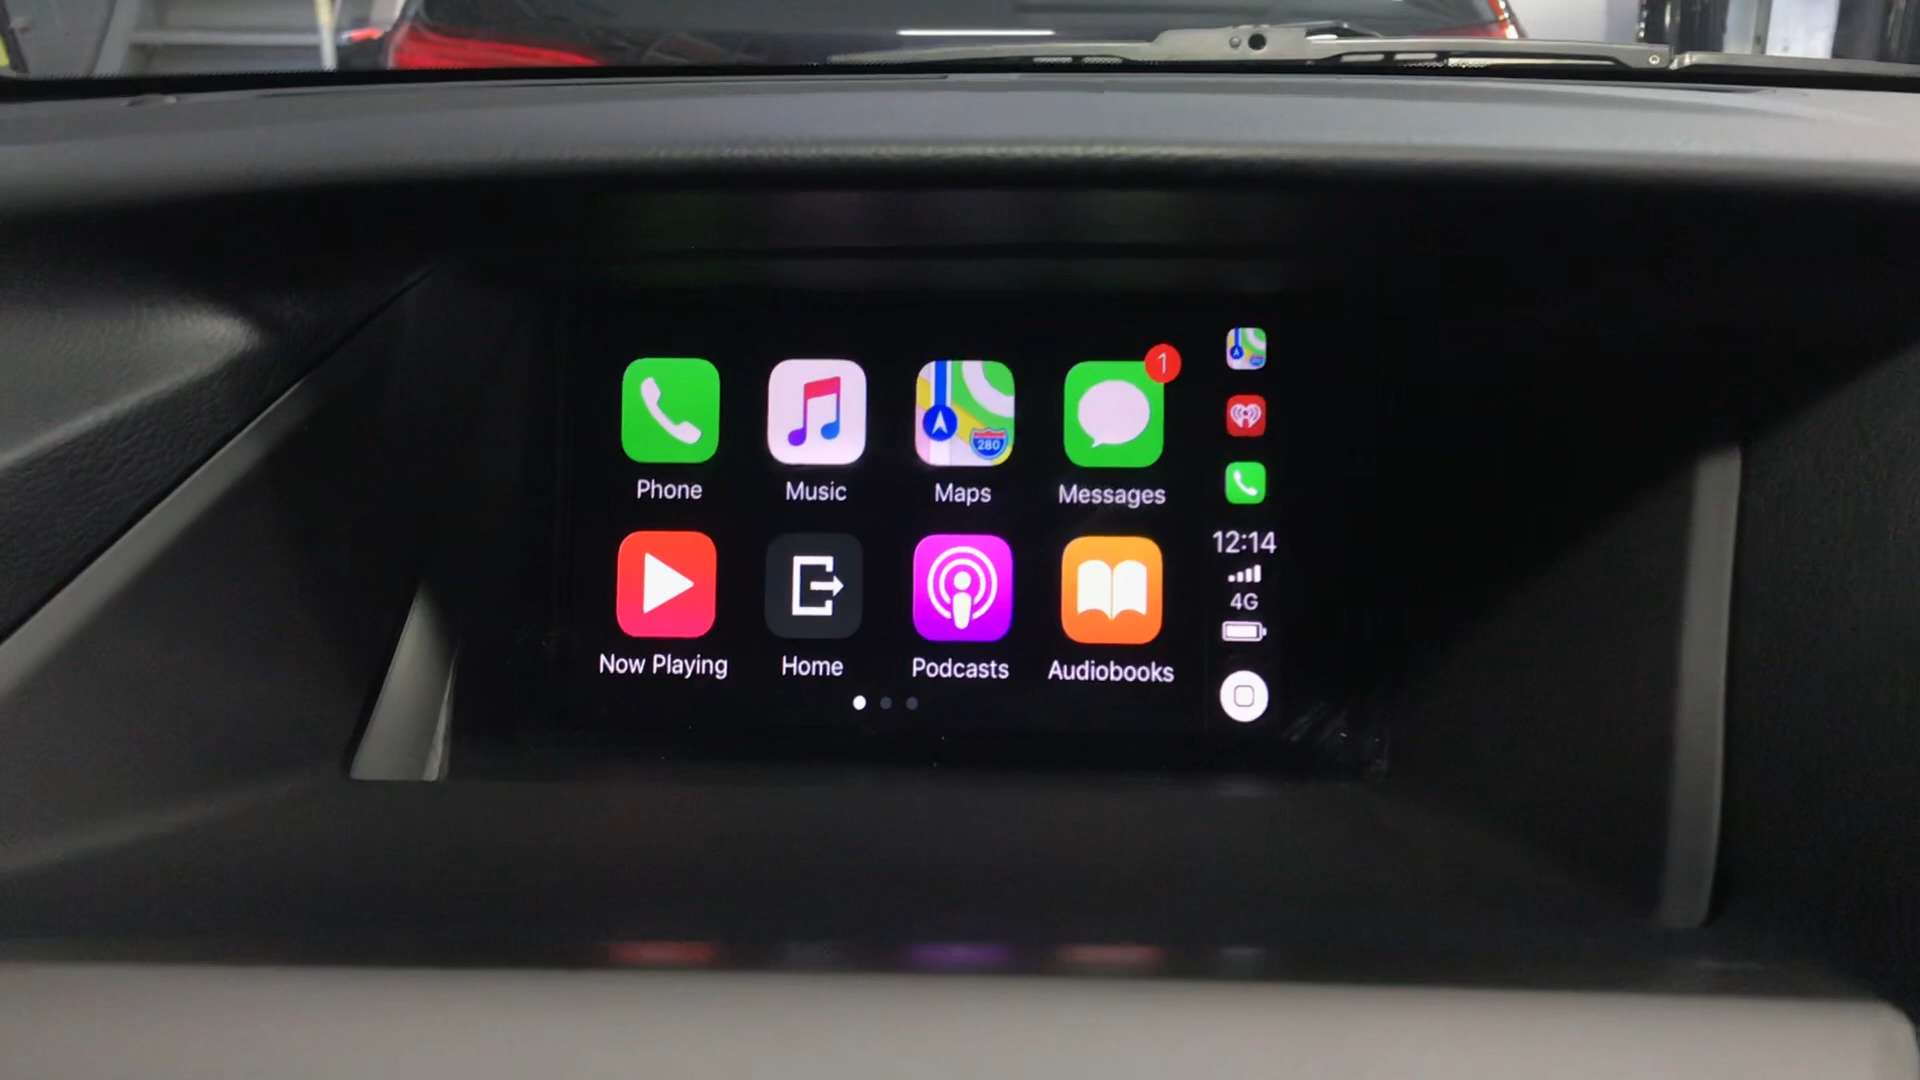 1
280
Phone
Music
Maps
Messages
Now Playing
Home
Podcasts
Audiobooks
12:14
4G